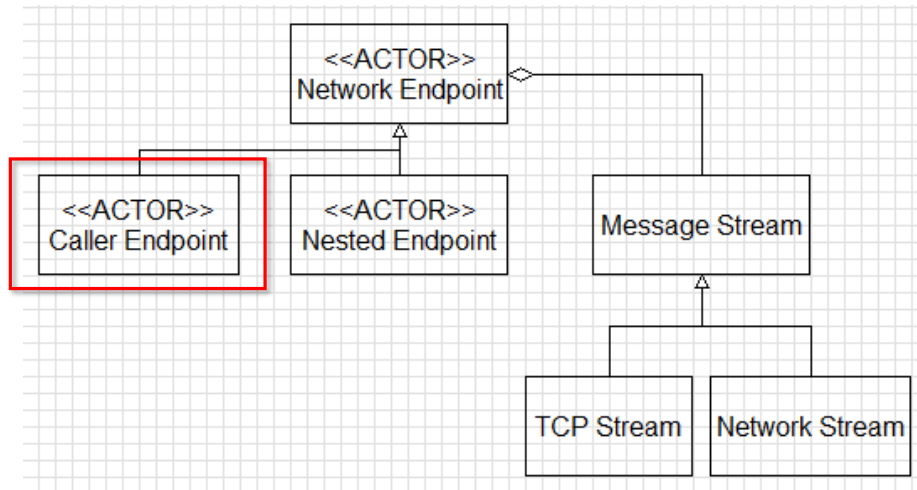 <<ACTOR>>
Network Endpoint
<<ACTOR>>
Caller Endpoint
<<ACTOR>>
Nested Endpoint
Message Stream
TCP Stream
Network Stream